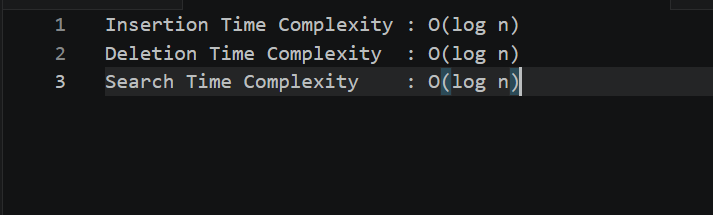 1 Insertion Time Complexity : O(log n)
2 Deletion Time Complexity  : O(log n)
3 Search Time Complexity    : O(log n)